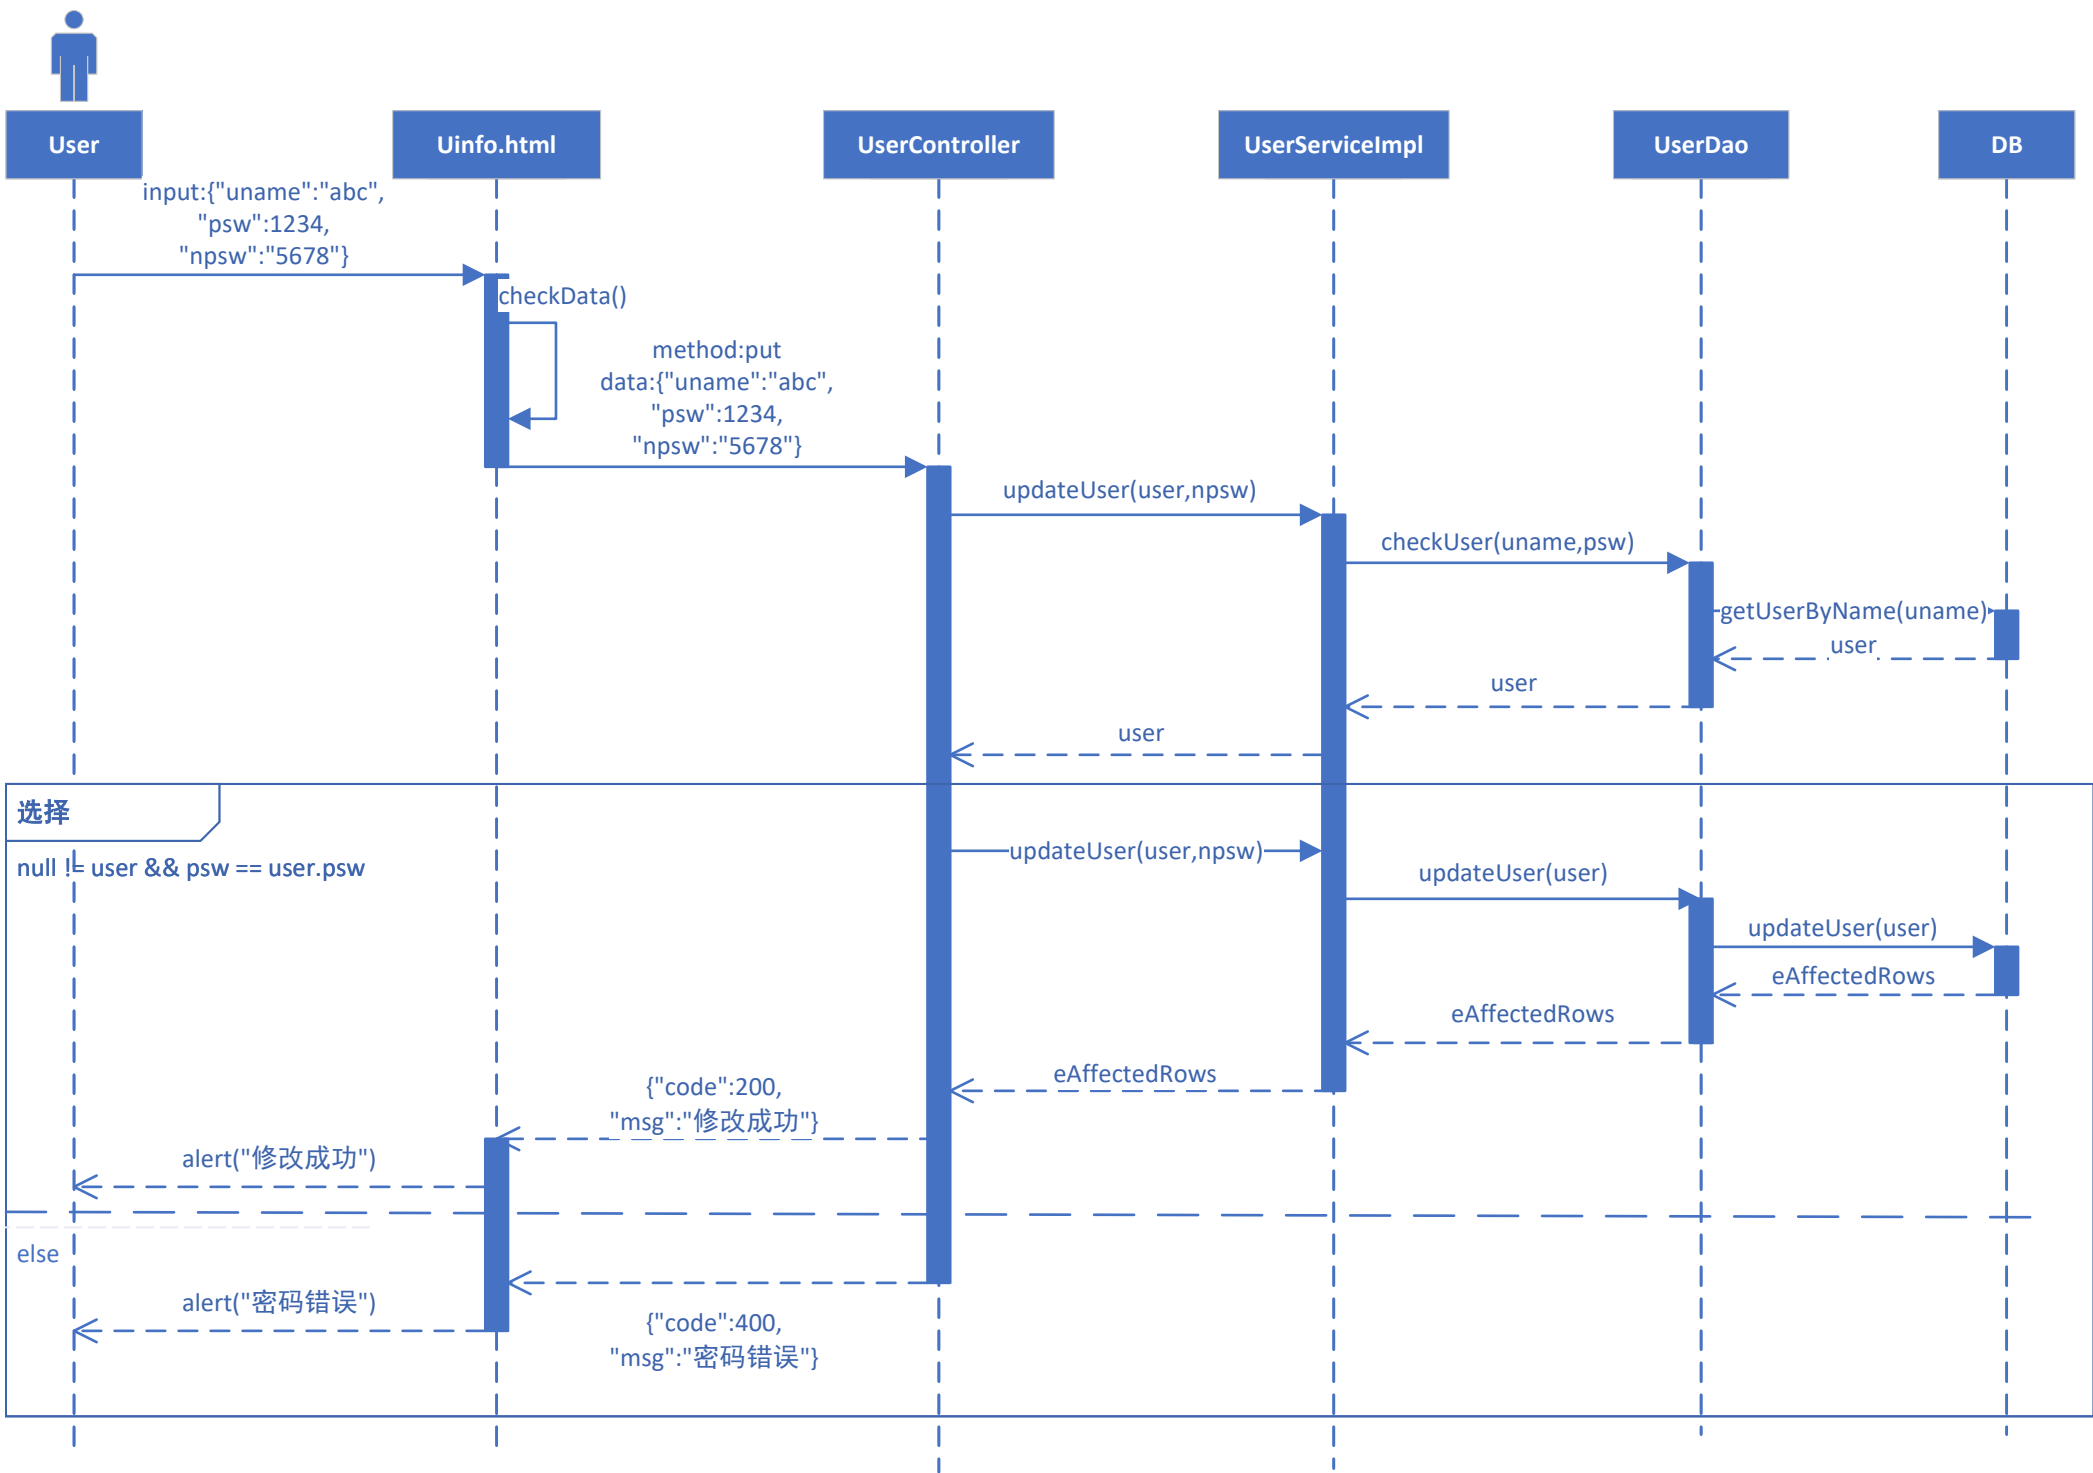 User
Uinfo.html
UserController
UserServiceImpl
UserDao
DB
input:{"uname":"abc",
"psw":1234,
"npsw":"5678"}
checkData()
method:put
data:{"uname":"abc",
"psw":1234,
"npsw":"5678"}
updateUser(user,npsw)
checkUser(uname,psw)
getUserByName(uname)
user
user
user
选择
null != user && psw == user.psw
updateUser(user,npsw)
updateUser(user)
updateUser(user)
eAffectedRows
eAffectedRows
eAffectedRows
{"code":200,
"msg":"修改成功"}
alert("修改成功")
else
alert("密码错误")
{"code":400,
"msg":"密码错误"}